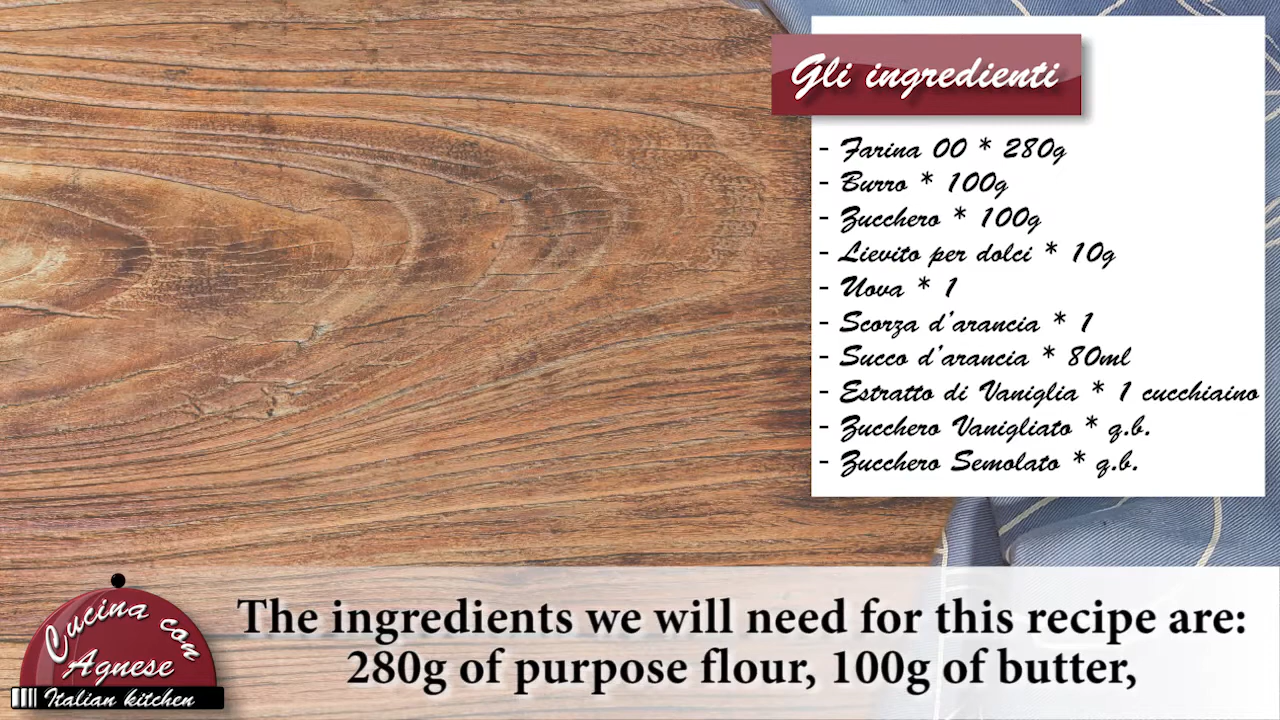 Gli ingredienti
- Farina 00 * 280g
- Burro * 100g
- Zucchero * 100g
- Lievito per dolci * 10g
- Uova * 1
- Scorza d'arancia * 1
- Succo d'arancia * 80ml
- Estratto di Vaniglia * 1 cucchiaino
- Zucchero Vanigliato * q.b.
- Zucchero Semolato * q.b.
The ingredients we will need for this recipe are:
280g of purpose flour, 100g of butter,
Cucina con
Agnese
Italian kitchen